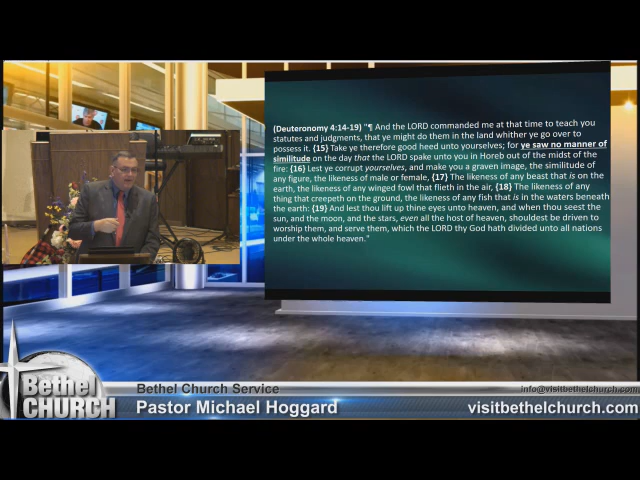 (Deuteronomy 4:14-19) "¶ And the LORD commanded me at that time to teach you
statutes and judgments, that ye might do them in the land whither ye go over to
possess it. {15} Take ye therefore good heed unto yourselves; for ye saw no manner of
similitude on the day that the LORD spake unto you in Horeb out of the midst of the
fire: {16} Lest ye corrupt yourselves, and make you a graven image, the similitude of
any figure, the likeness of male or female, {17} The likeness of any beast that is on
the earth, the likeness of any winged fowl that flieth in the air, {18} The likeness of any
thing that creepeth on the ground, the likeness of any fish that is in the waters beneath
the earth: {19} And lest thou lift up thine eyes unto heaven, and when thou seest the
sun, and the moon, and the stars, even all the host of heaven, shouldest be driven to
worship them, and serve them, which the LORD thy God hath divided unto all nations
under the whole heaven."
Bethel
CHURCH
Bethel Church Service
info@visitbethelchurch.com
Pastor Michael Hoggard
visitbethelchurch.com